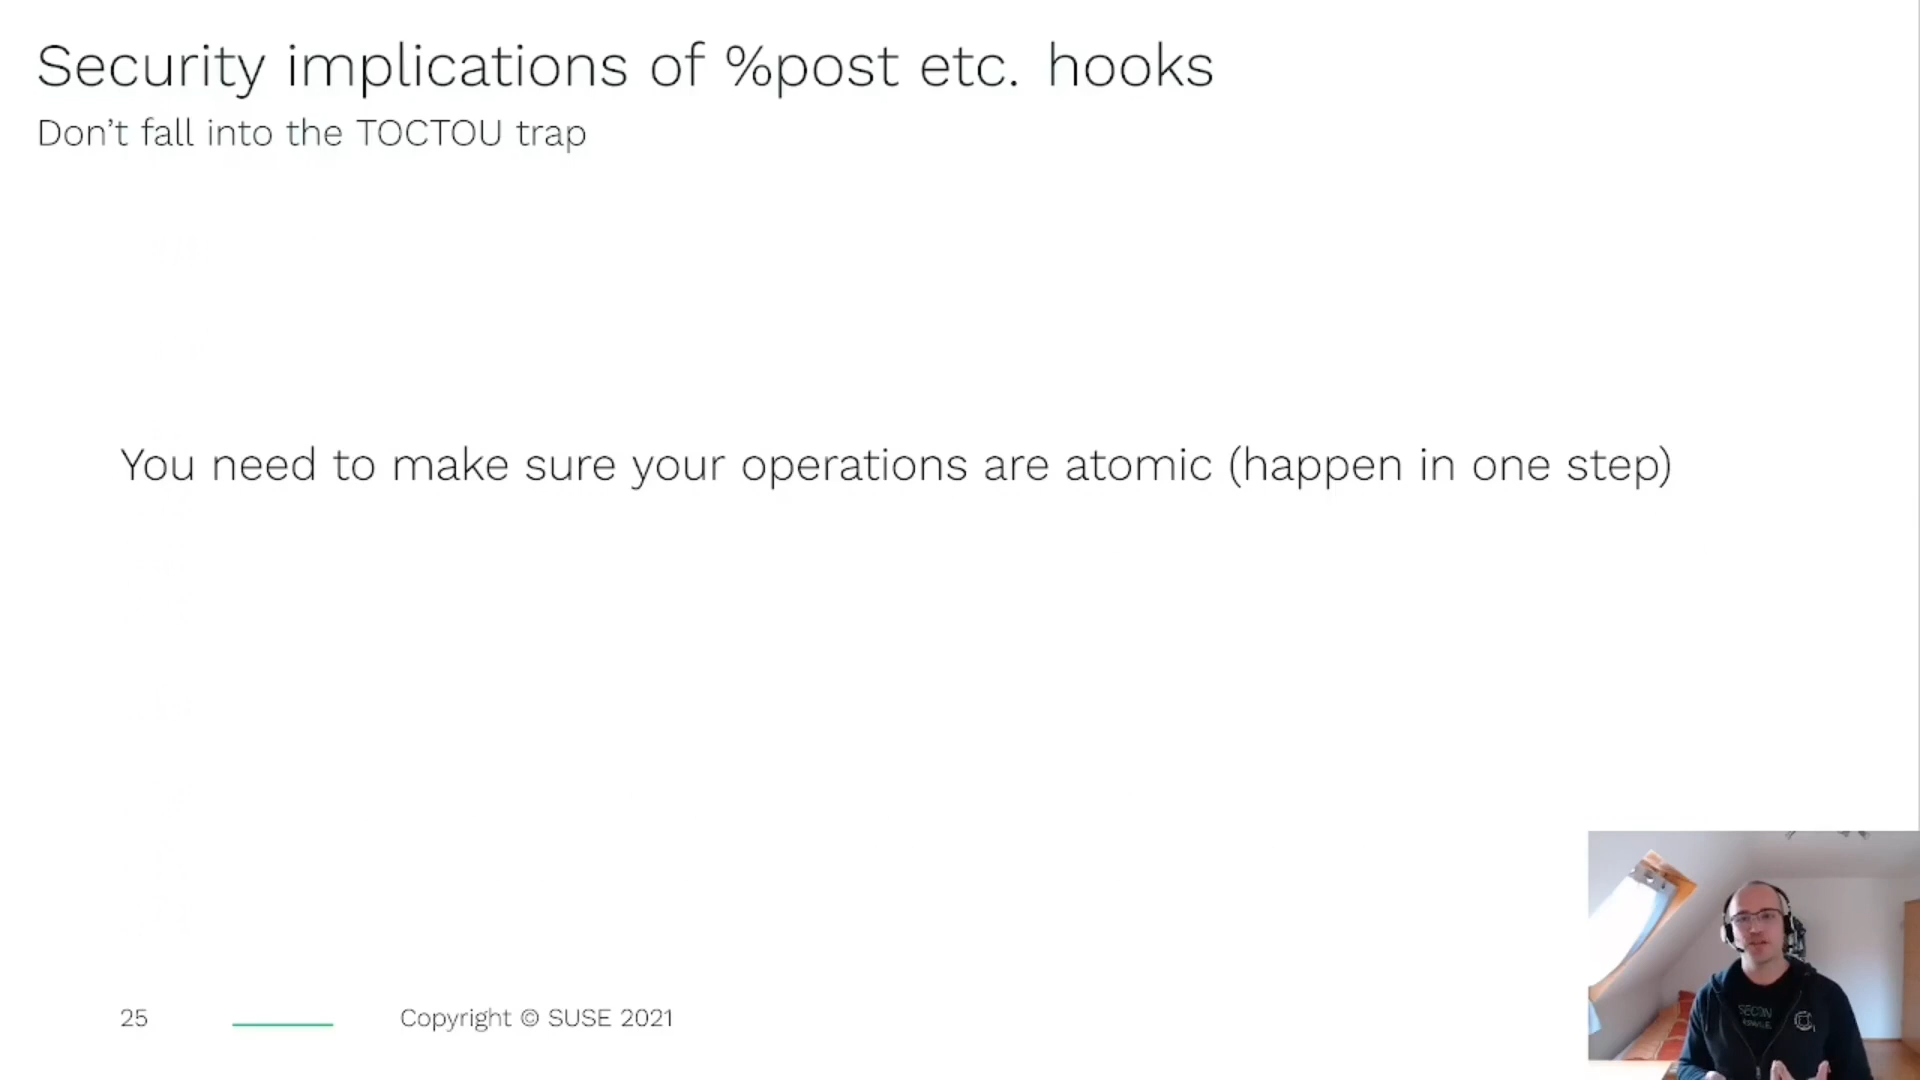 Security implications of %post etc. hooks
Don't fall into the TOCTOU trap
You need to make sure your operations are atomic (happen in one step)
25
Copyright © SUSE 2021